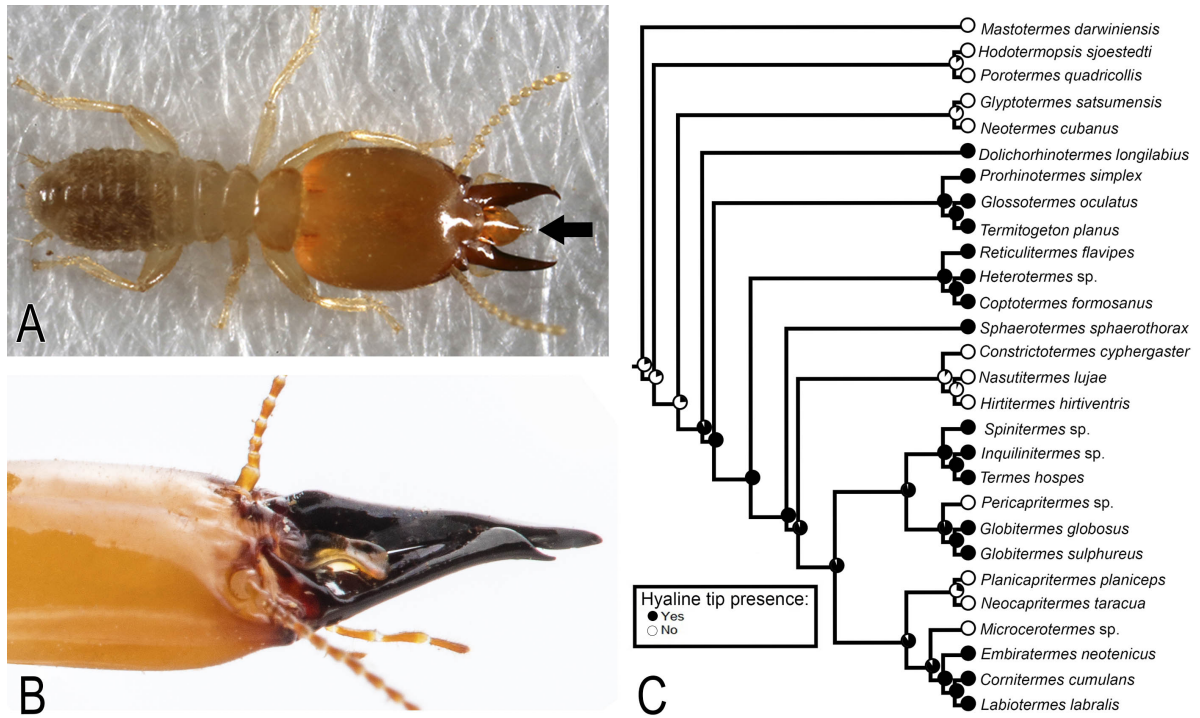 A
B
C
Mastotermes darwiniensis
Hodotermopsis sjoestedti
Porotermes quadricollis
Glyptotermes satsumensis
Neotermes cubanus
Dolichorhinotermes longilabius
Prorhinotermes simplex
Glossotermes oculatus
Termitogeton planus
Reticulitermes flavipes
Heterotermes sp.
Coptotermes formosanus
Sphaerotermes sphaerothorax
Constrictotermes cyphergaster
Nasutitermes lujae
Hirtitermes hirtiventris
Spinitermes sp.
Inquilinitermes sp.
Termes hospes
Pericapritermes sp.
Globitermes globosus
Globitermes sulphureus
Planicapritermes planiceps
Neocapritermes taracua
Microcerotermes sp.
Embiratermes neotenicus
Cornitermes cumulans
Labiotermes labralis
Hyaline tip presence:
Yes
No